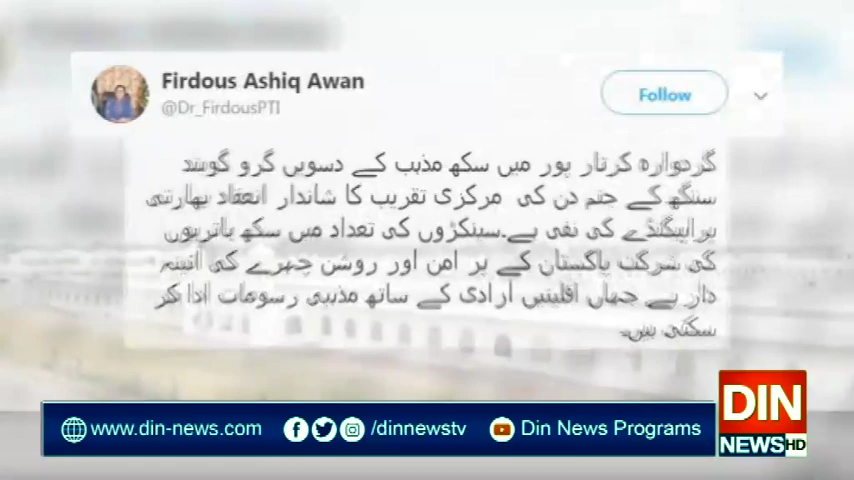 Firdous Ashiq Awan
@Dr_FirdousPTI
Follow
گردوارہ کرتار پور میں سکھ مذہب کے دسویں گرو گوبند
سنگھ کے جنم دن کی مرکزی تقریب کا شاندار انعقاد بھارتی
پراپیگنڈے کی نفی ہے۔سینکڑوں کی تعداد میں سکھ یاتریوں
کی شرکت پاکستان کے پر امن اور روشن چہرے کی آئینہ
دار ہے جہاں اقلیتیں آزادی کے ساتھ مذہبی رسومات ادا کر
سکتی ہیں۔
www.din-news.com
/dinnewstv
Din News Programs
DIN
NEWS HD